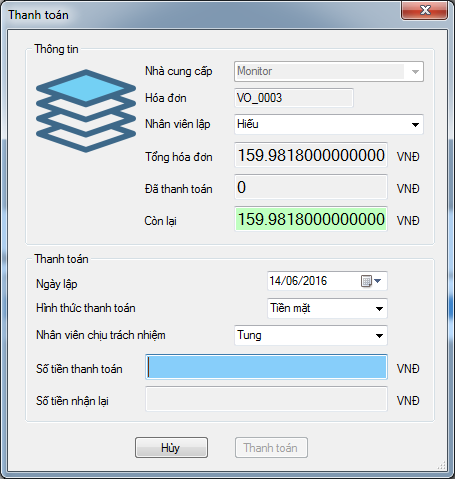 Thanh toán
Thông tin
Nhà cung cấp Monitor
Hóa đơn VO_0003
Nhân viên lập Hiếu
Tổng hóa đơn 159.9818000000000 VNĐ
Đã thanh toán 0 VNĐ
Còn lại 159.9818000000000 VNĐ
Thanh toán
Ngày lập 14/06/2016
Hình thức thanh toán Tiền mặt
Nhân viên chịu trách nhiệm Tung
Số tiền thanh toán VNĐ
Số tiền nhận lại VNĐ
Hủy Thanh toán